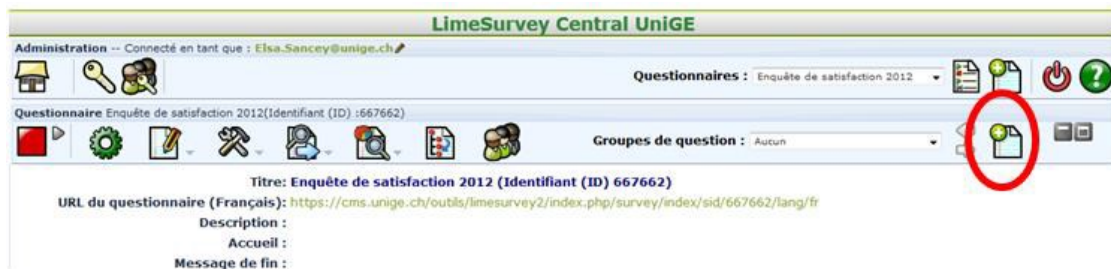 LimeSurvey Central UniGE
Administration -- Connecté en tant que : Elsa.Sancey@unige.ch
Questionnaires : Enquête de satisfaction 2012
Questionnaire Enquête de satisfaction 2012(Identifiant (ID) :667662)
Groupes de question : Aucun
Titre: Enquête de satisfaction 2012 (Identifiant (ID) 667662)
URL du questionnaire (Français): https://cms.unige.ch/outils/limesurvey2/index.php/survey/index/sid/667662/lang/fr
Description :
Accueil :
Message de fin :